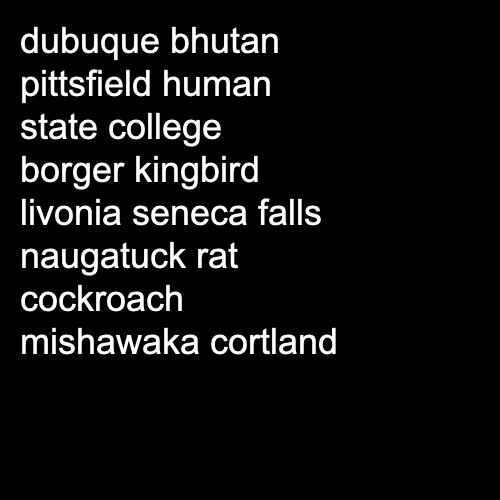 dubuque bhutan
pittsfield human
state college
borger kingbird
livonia seneca falls
naugatuck rat
cockroach
mishawaka cortland